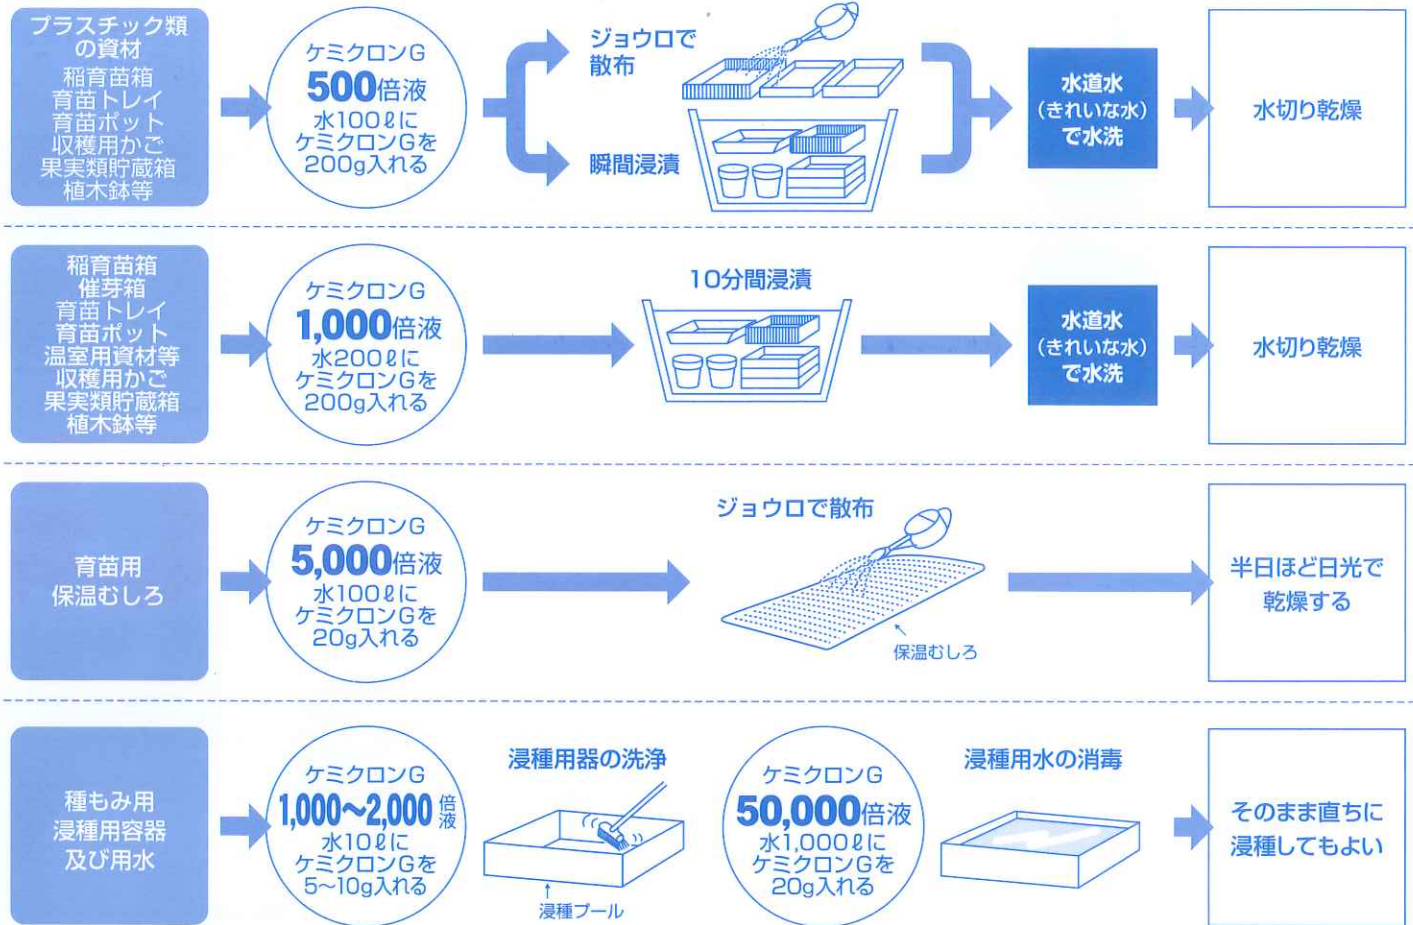 プラスチック類
の資材
稲育苗箱
育苗トレイ
育苗ポット
収穫用かご
果実類貯蔵箱
植木鉢等
ケミクロンG
500倍液
水100ℓに
ケミクロンGを
200g入れる
ジョウロで
散布
瞬間浸漬
水道水
(きれいな水)
で水洗
水切り乾燥
稲育苗箱
催芽箱
育苗トレイ
育苗ポット
温室用資材等
収穫用かご
果実類貯蔵箱
植木鉢等
ケミクロンG
1,000倍液
水200ℓに
ケミクロンGを
200g入れる
10分間浸漬
水道水
(きれいな水)
で水洗
水切り乾燥
育苗用
保温むしろ
ケミクロンG
5,000倍液
水100ℓに
ケミクロンGを
20g入れる
ジョウロで散布
保温むしろ
半日ほど日光で
乾燥する
種もみ用
浸種用容器
及び用水
ケミクロンG
1,000〜2,000倍液
水10ℓに
ケミクロンGを
5〜10g入れる
浸種用器の洗浄
浸種プール
ケミクロンG
50,000倍液
水1,000ℓに
ケミクロンGを
20g入れる
浸種用水の消毒
そのまま直ちに
浸種してもよい